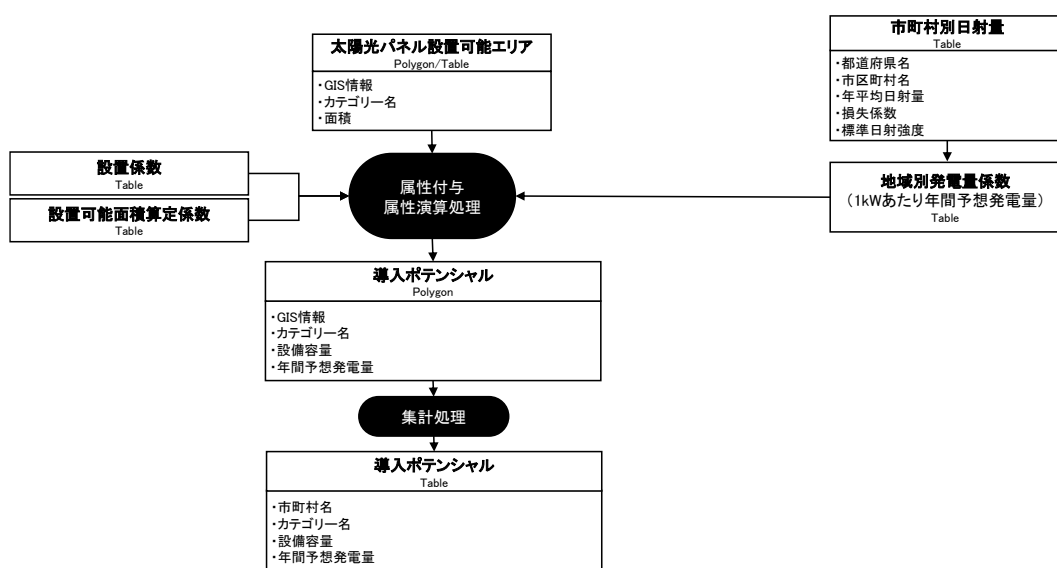 太陽光パネル設置可能エリア
Polygon/Table
・GIS情報
・カテゴリー名
・面積
市町村別日射量
Table
・都道府県名
・市区町村名
・年平均日射量
・損失係数
・標準日射強度
設置係数
Table
設置可能面積算定係数
Table
属性付与
属性演算処理
地域別発電量係数
（1kWあたり年間予想発電量）
Table
導入ポテンシャル
Polygon
・GIS情報
・カテゴリー名
・設備容量
・年間予想発電量
集計処理
導入ポテンシャル
Table
・市町村名
・カテゴリー名
・設備容量
・年間予想発電量